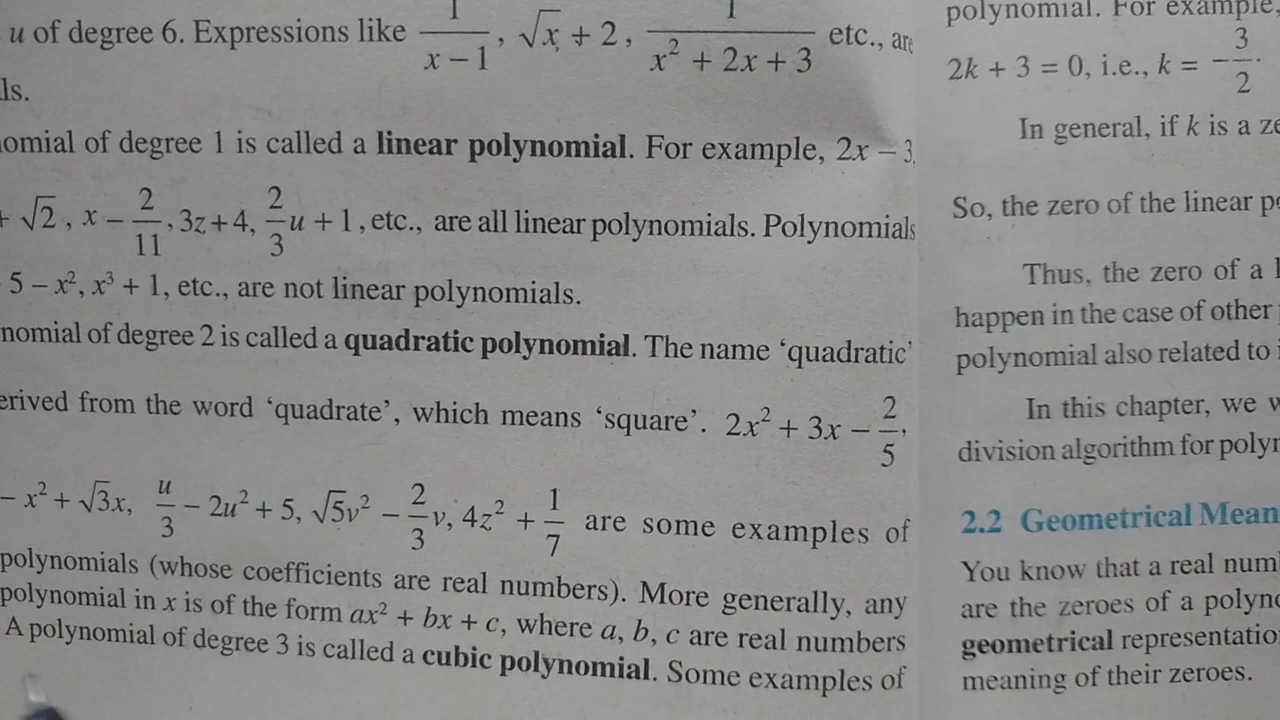 u of degree 6. Expressions like 1/(x − 1), √x + 2, 1/(x² + 2x + 3) etc., are
ls.
omial of degree 1 is called a linear polynomial. For example, 2x – 3,
+ √2, x − 2/11, 3z + 4, 2/3 u + 1, etc., are all linear polynomials. Polynomials
5 – x², x³ + 1, etc., are not linear polynomials.
nomial of degree 2 is called a quadratic polynomial. The name ‘quadratic’
erived from the word ‘quadrate’, which means ‘square’. 2x² + 3x − 2/5,
– x² + √3x, u/3 − 2u² + 5, √5v² − 2/3 v, 4z² + 1/7 are some examples of
polynomials (whose coefficients are real numbers). More generally, any
polynomial in x is of the form ax² + bx + c, where a, b, c are real numbers
A polynomial of degree 3 is called a cubic polynomial. Some examples of
polynomial. For example,
2k + 3 = 0, i.e., k = −3/2.
In general, if k is a ze
So, the zero of the linear p
Thus, the zero of a l
happen in the case of other
polynomial also related to i
In this chapter, we w
division algorithm for polyn
2.2 Geometrical Mean
You know that a real num
are the zeroes of a polyno
geometrical representatio
meaning of their zeroes.